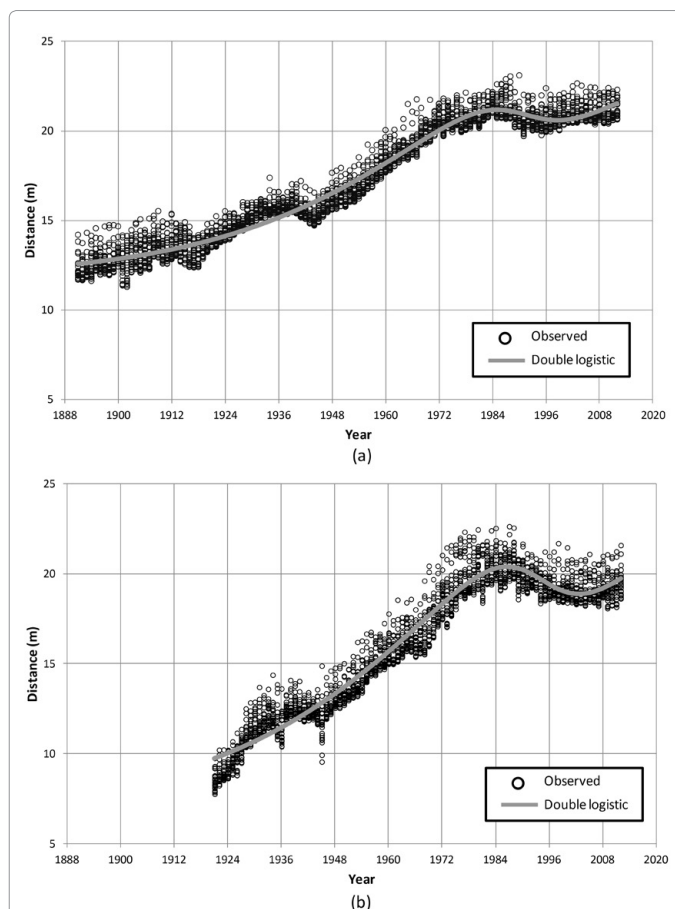 25
20
15
10
5
Distance (m)
Observed
Double logistic
1888 1900 1912 1924 1936 1948 1960 1972 1984 1996 2008 2020
Year
(a)
25
20
15
10
5
Distance (m)
Observed
Double logistic
1888 1900 1912 1924 1936 1948 1960 1972 1984 1996 2008 2020
Year
(b)